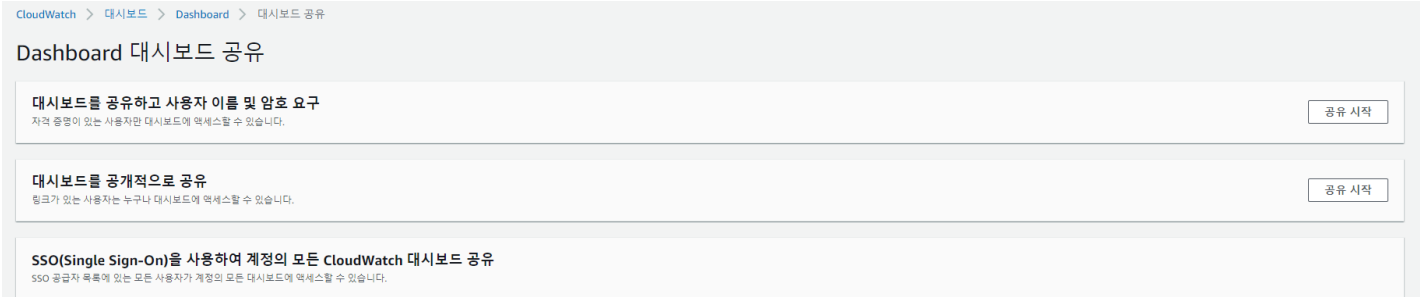 CloudWatch > 대시보드 > Dashboard > 대시보드 공유
Dashboard 대시보드 공유
대시보드를 공유하고 사용자 이름 및 암호 요구
자격 증명이 있는 사용자만 대시보드에 액세스할 수 있습니다.
공유 시작
대시보드를 공개적으로 공유
링크가 있는 사용자는 누구나 대시보드에 액세스할 수 있습니다.
공유 시작
SSO(Single Sign-On)을 사용하여 계정의 모든 CloudWatch 대시보드 공유
SSO 공급자 목록에 있는 모든 사용자가 계정의 모든 대시보드에 액세스할 수 있습니다.